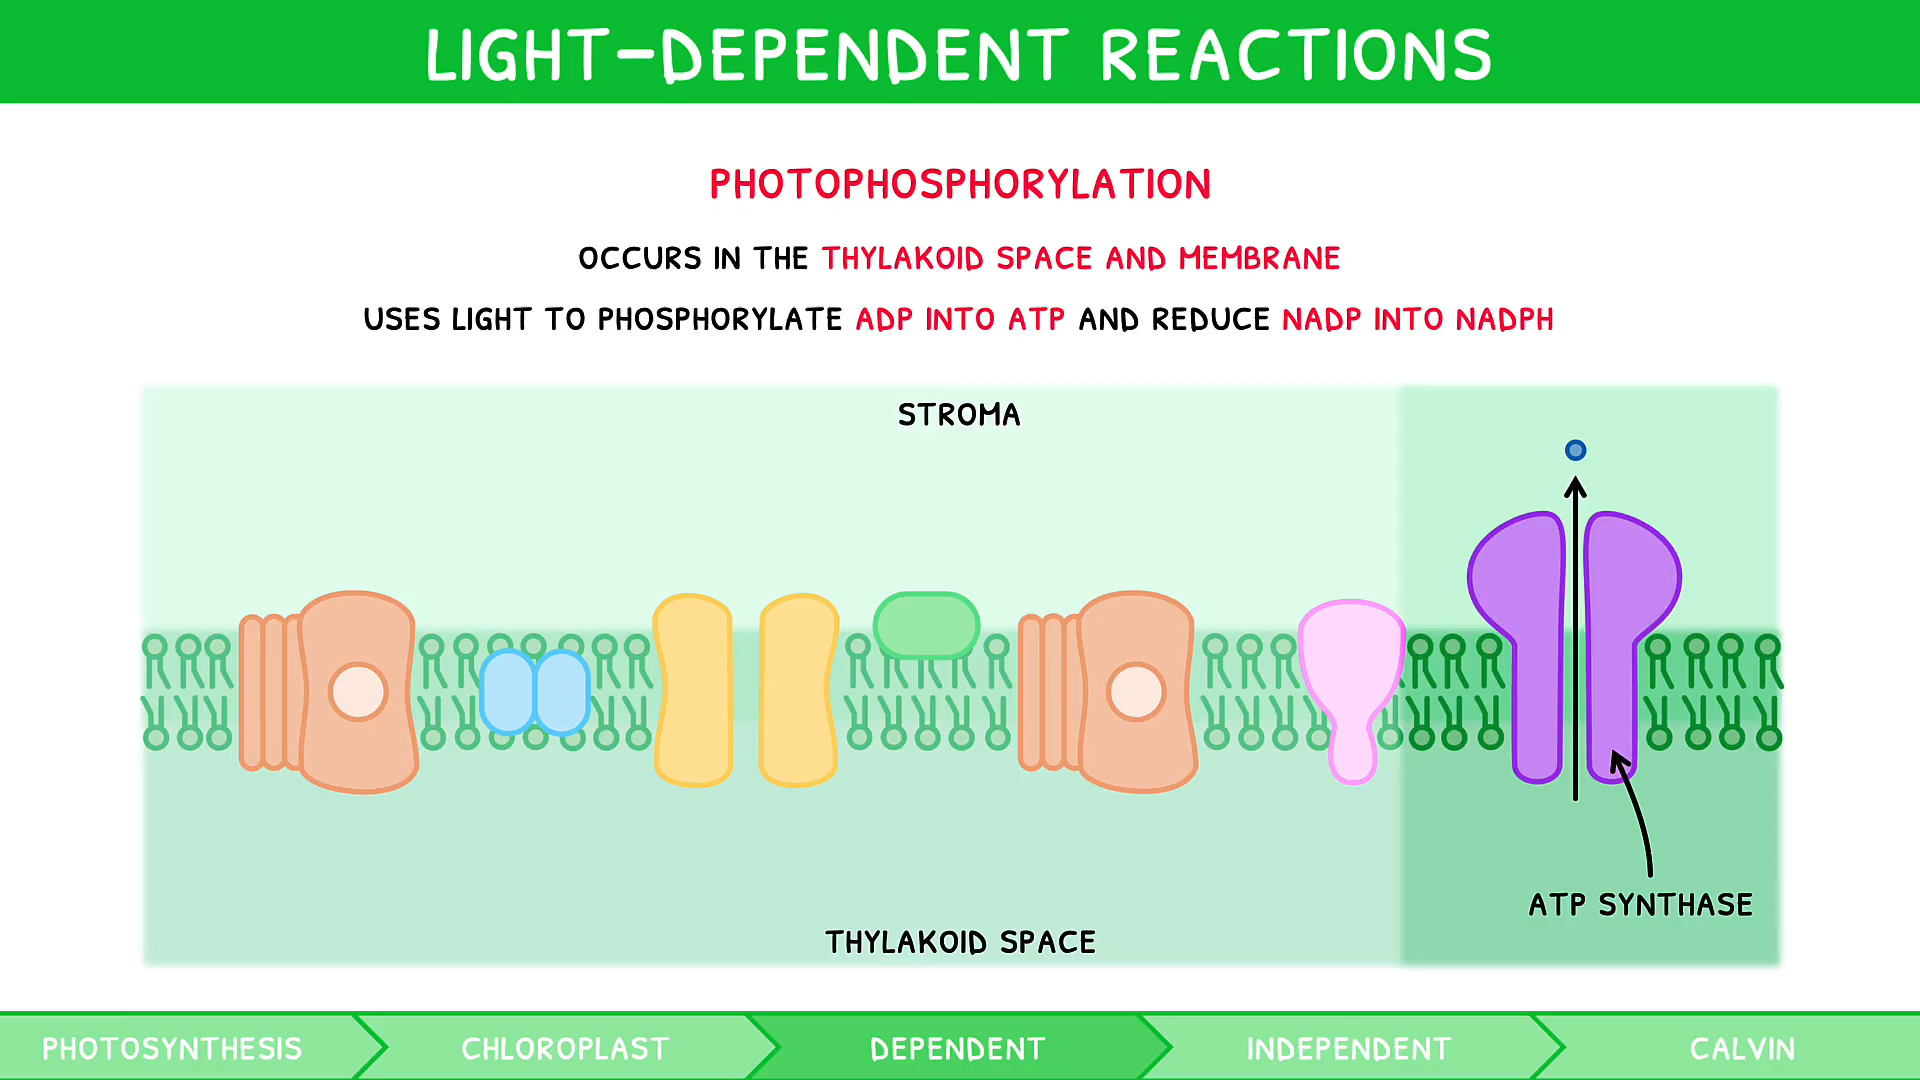 LIGHT-DEPENDENT REACTIONS
PHOTOPHOSPHORYLATION
OCCURS IN THE THYLAKOID SPACE AND MEMBRANE
USES LIGHT TO PHOSPHORYLATE ADP INTO ATP AND REDUCE NADP INTO NADPH
STROMA
ATP SYNTHASE
THYLAKOID SPACE
PHOTOSYNTHESIS
CHLOROPLAST
DEPENDENT
INDEPENDENT
CALVIN